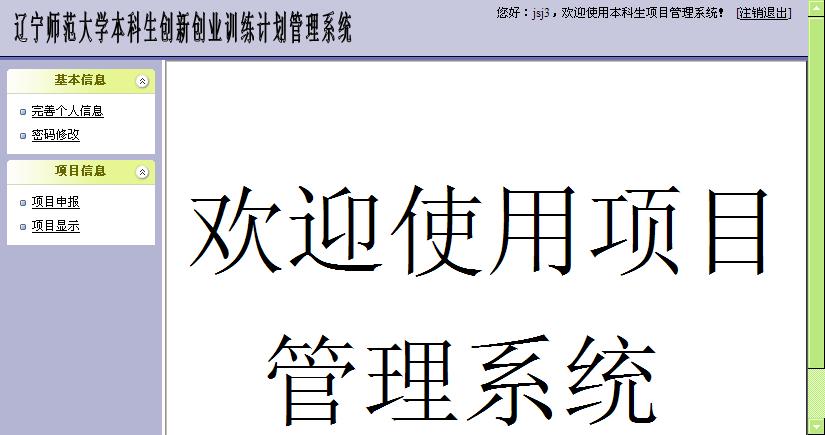 辽宁师范大学本科生创新创业训练计划管理系统
您好：jsj3，欢迎使用本科生项目管理系统！ [注销退出]
基本信息
完善个人信息
密码修改
项目信息
项目申报
项目显示
欢迎使用项目
管理系统